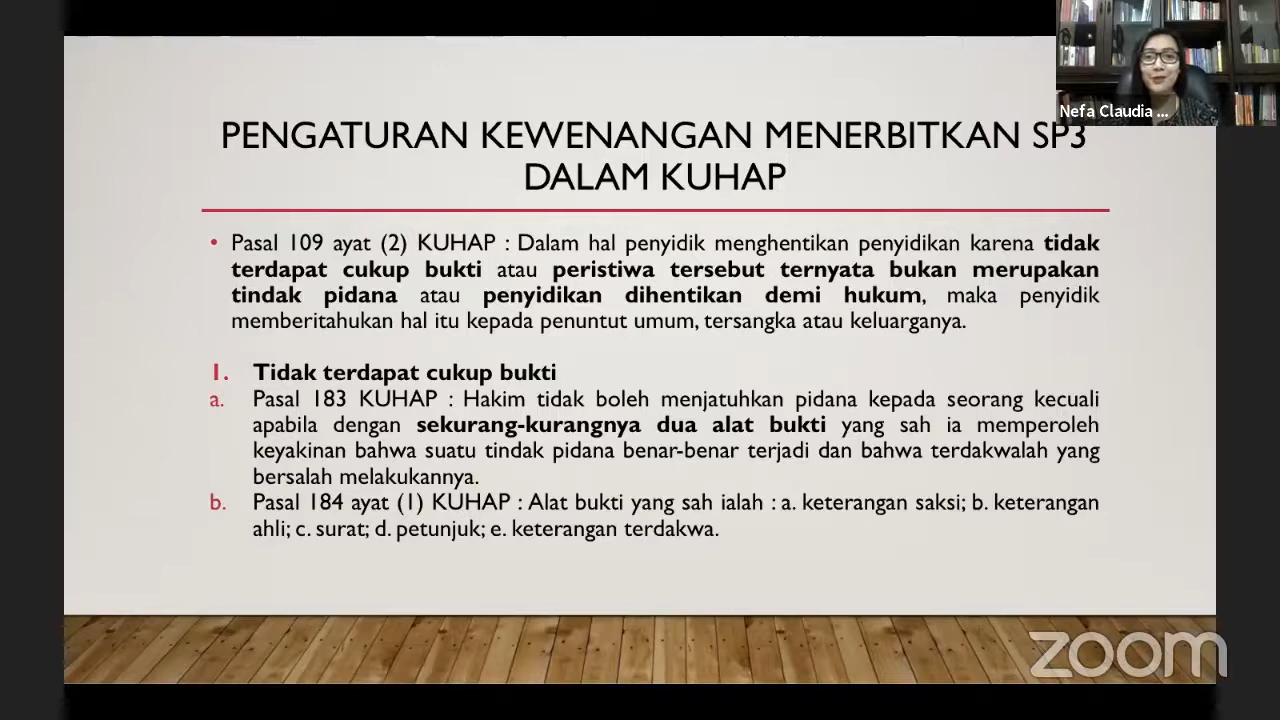 Nefa Claudia ...
PENGATURAN KEWENANGAN MENERBITKAN SP3
DALAM KUHAP
• Pasal 109 ayat (2) KUHAP : Dalam hal penyidik menghentikan penyidikan karena tidak
terdapat cukup bukti atau peristiwa tersebut ternyata bukan merupakan
tindak pidana atau penyidikan dihentikan demi hukum, maka penyidik
memberitahukan hal itu kepada penuntut umum, tersangka atau keluarganya.
1. Tidak terdapat cukup bukti
a. Pasal 183 KUHAP : Hakim tidak boleh menjatuhkan pidana kepada seorang kecuali
apabila dengan sekurang-kurangnya dua alat bukti yang sah ia memperoleh
keyakinan bahwa suatu tindak pidana benar-benar terjadi dan bahwa terdakwalah yang
bersalah melakukannya.
b. Pasal 184 ayat (1) KUHAP : Alat bukti yang sah ialah : a. keterangan saksi; b. keterangan
ahli; c. surat; d. petunjuk; e. keterangan terdakwa.
zoom